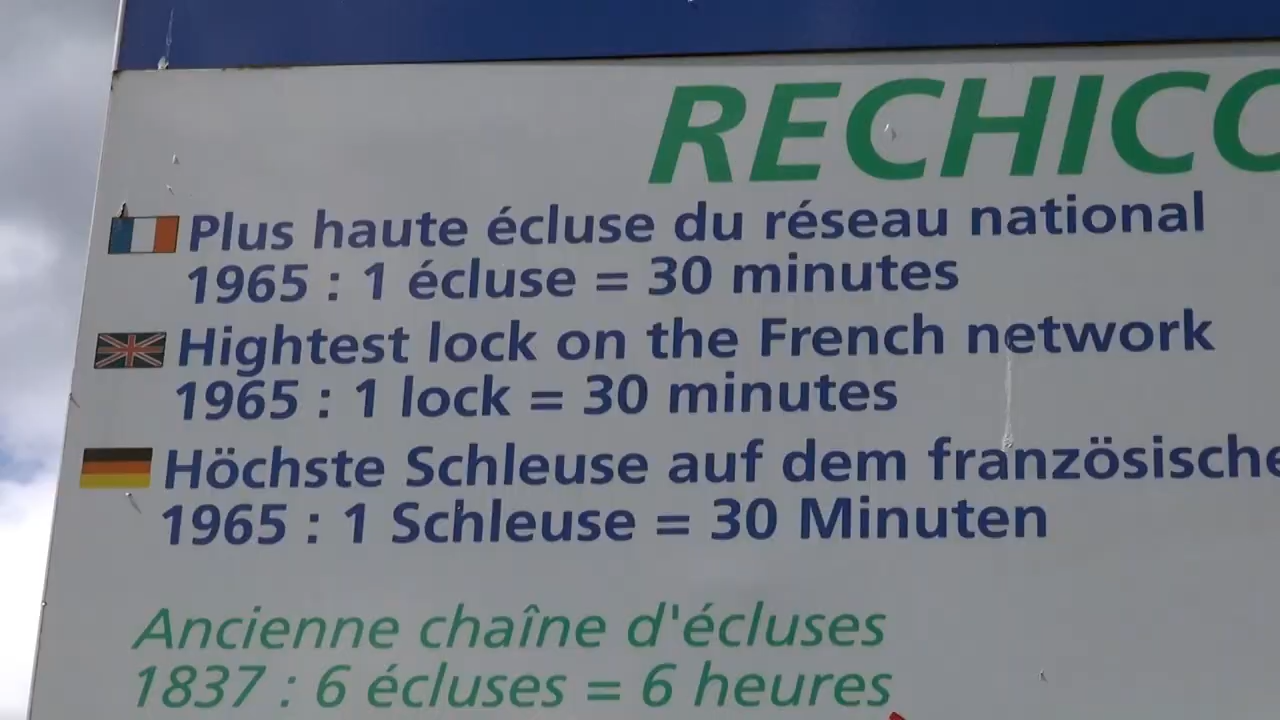 RECHICO
Plus haute écluse du réseau national
1965 : 1 écluse = 30 minutes
Hightest lock on the French network
1965 : 1 lock = 30 minutes
Höchste Schleuse auf dem französische
1965 : 1 Schleuse = 30 Minuten
Ancienne chaîne d'écluses
1837 : 6 écluses = 6 heures